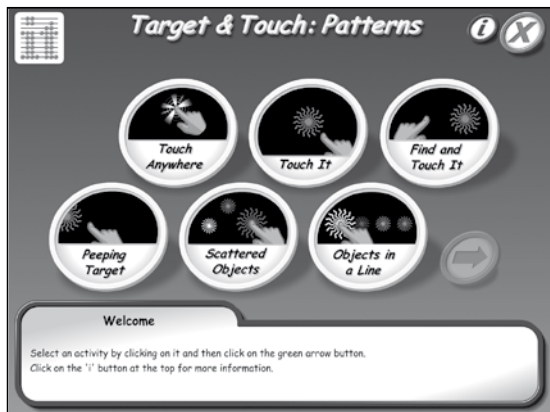 Target & Touch: Patterns
i
X
Touch
Anywhere
Touch It
Find and
Touch It
Peeping
Target
Scattered
Objects
Objects in
a Line
Welcome
Select an activity by clicking on it and then click on the green arrow button.
Click on the 'i' button at the top for more information.